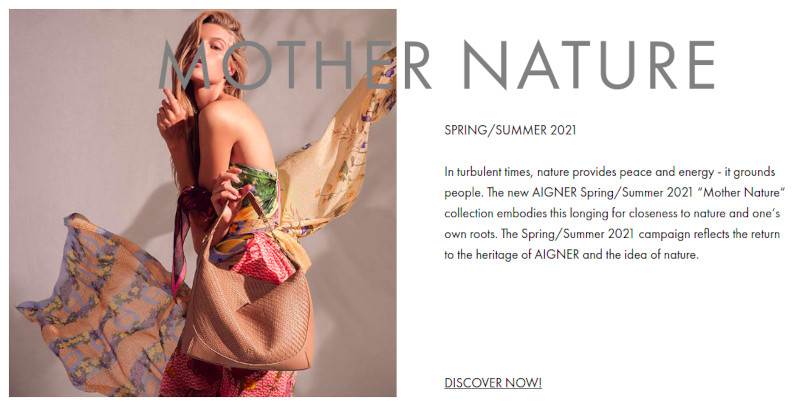 MOTHER NATURE
SPRING/SUMMER 2021
In turbulent times, nature provides peace and energy - it grounds
people. The new AIGNER Spring/Summer 2021 "Mother Nature"
collection embodies this longing for closeness to nature and one's
own roots. The Spring/Summer 2021 campaign reflects the return
to the heritage of AIGNER and the idea of nature.
DISCOVER NOW!